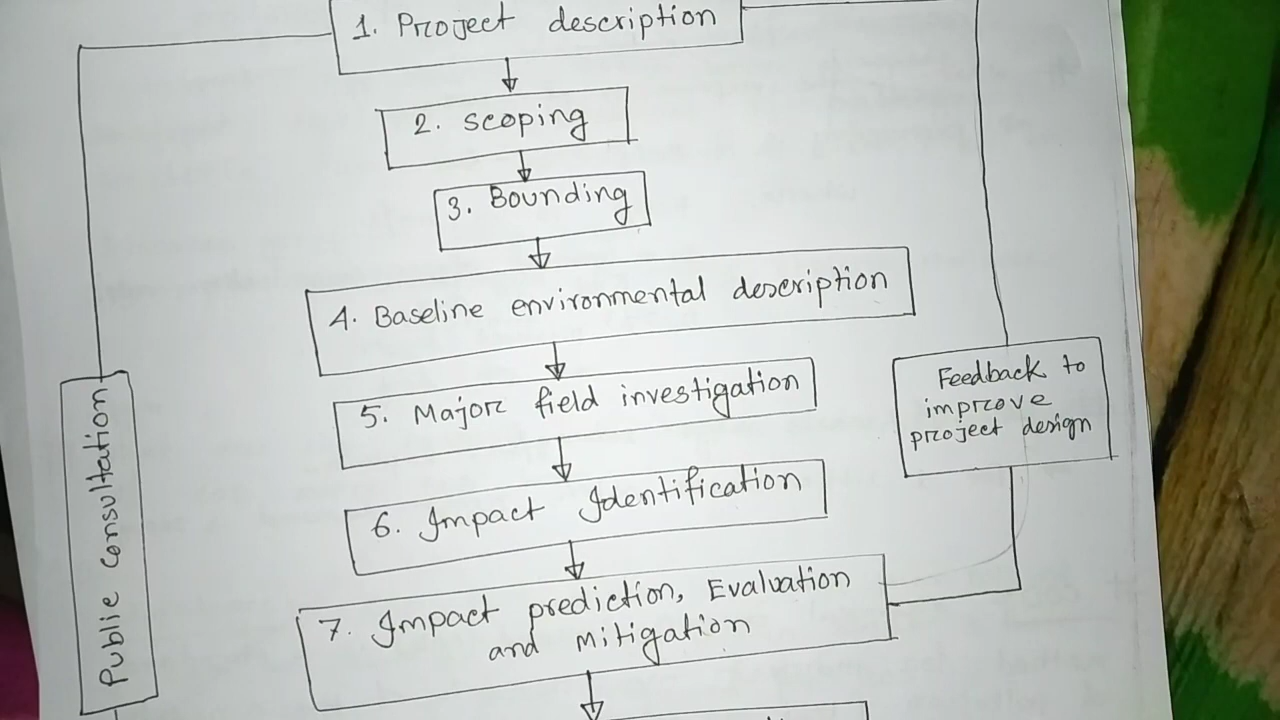 1. Project description
2. Scoping
3. Bounding
4. Baseline environmental description
5. Major field investigation
6. Impact Identification
7. Impact prediction, Evaluation
and mitigation
Feedback to
improve
project design
Public consultation